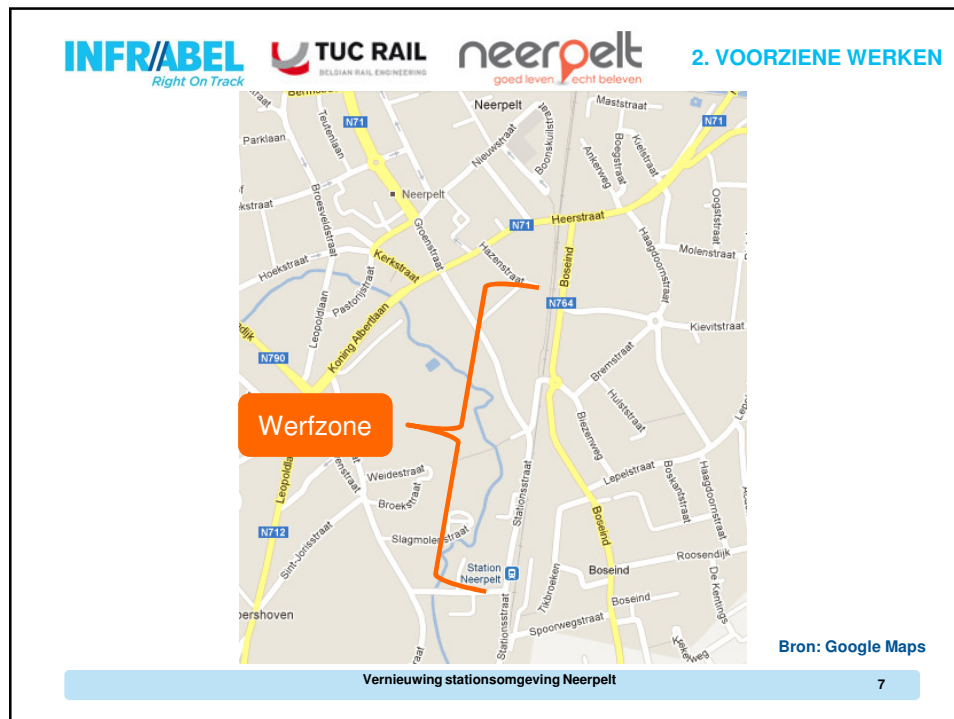 INFRABEL
Right On Track
TUC RAIL
BELGIAN RAIL ENGINEERING
neerpelt
goed leven echt beleven
2. VOORZIENE WERKEN
Neerpelt
Maststraat
N71
N71
Teutenlaan
Parklaan
Nieuwstraat
Boonskuilstraat
Ankerweg
Boegstraat
Kielstraat
Broesveldstraat
Neerpelt
Groenstraat
Oogststraat
N71
Heerstraat
Hazenstraat
Haagdoornstraat
Molenstraat
Hoekstraat
Kerkstraat
Pastorijstraat
Boseind
N764
Leopoldlaan
Koning Albertlaan
Kievitstraat
N790
Bremstraat
Hulststraat
Werfzone
Biezenweg
Weidestraat
Lepelstraat
Boskantstraat
Haagdoornstraat
Broekstraat
Stationsstraat
Boseind
N712
Slagmolenstraat
Sint-Jorisstraat
Roosendijk
Station
Neerpelt
Boseind
De Kentings
Tikbroeken
Boseind
Stationsstraat
Spoorwegstraat
Bron: Google Maps
Vernieuwing stationsomgeving Neerpelt
7